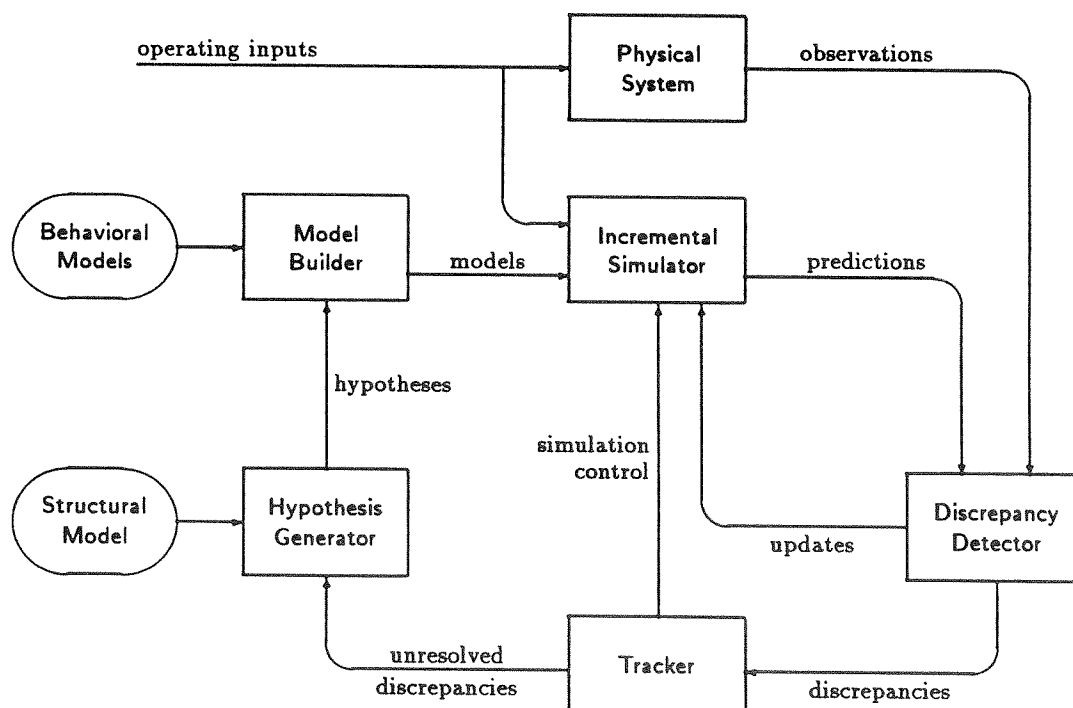 operating inputs
Physical
System
observations
Behavioral
Models
Model
Builder
models
Incremental
Simulator
predictions
hypotheses
simulation
control
Structural
Model
Hypothesis
Generator
updates
Discrepancy
Detector
unresolved
discrepancies
Tracker
discrepancies